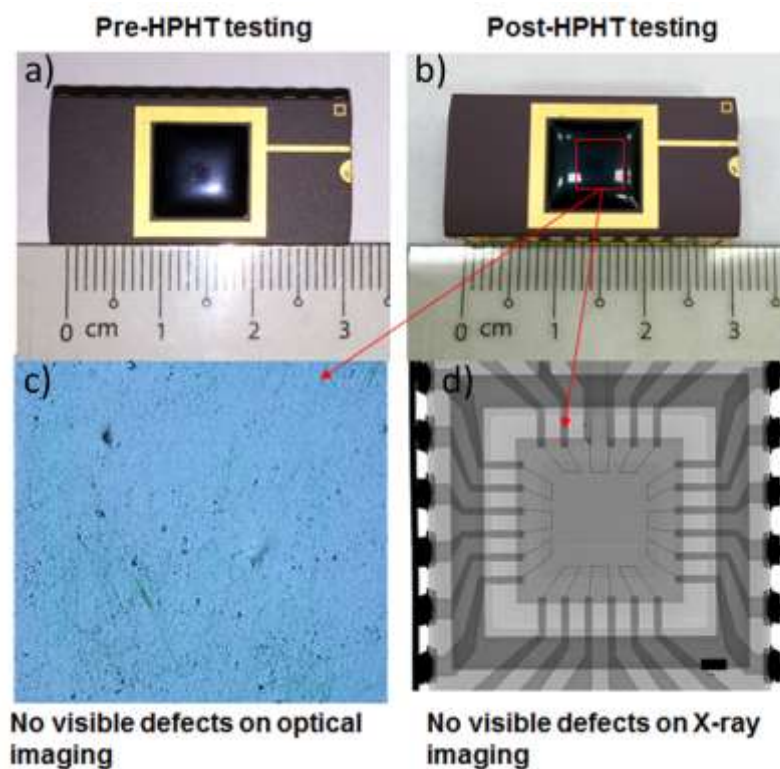 Pre-HPHT testing
Post-HPHT testing
a)
b)
0 cm 1 2 3
0 cm 1 2 3
c)
d)
No visible defects on optical
imaging
No visible defects on X-ray
imaging